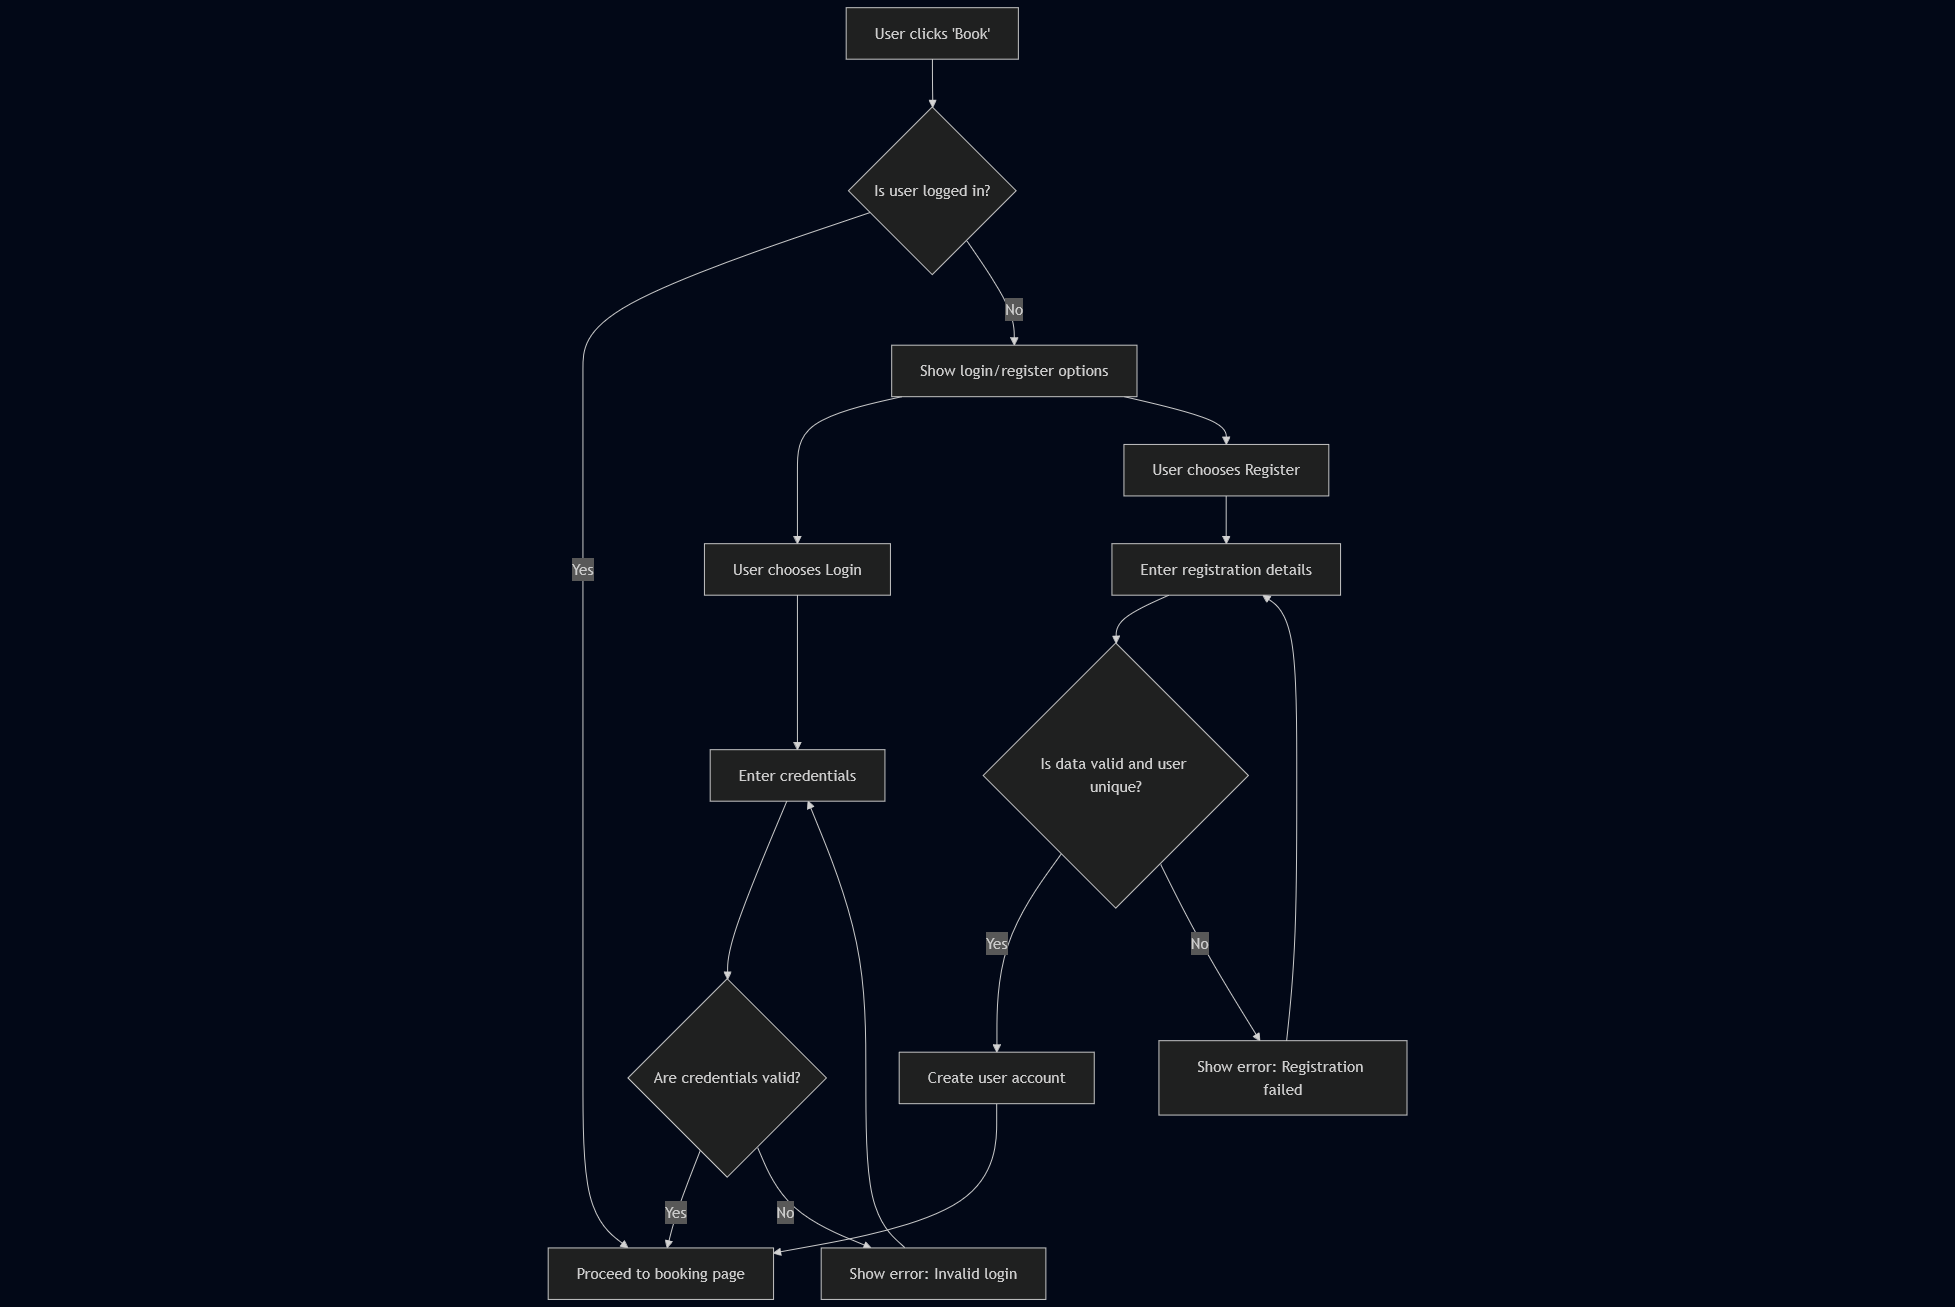 User clicks 'Book'
Is user logged in?
No
Show login/register options
User chooses Register
Yes
User chooses Login
Enter registration details
Enter credentials
Is data valid and user
unique?
Yes
No
Are credentials valid?
Create user account
Show error: Registration
failed
Yes
No
Proceed to booking page
Show error: Invalid login